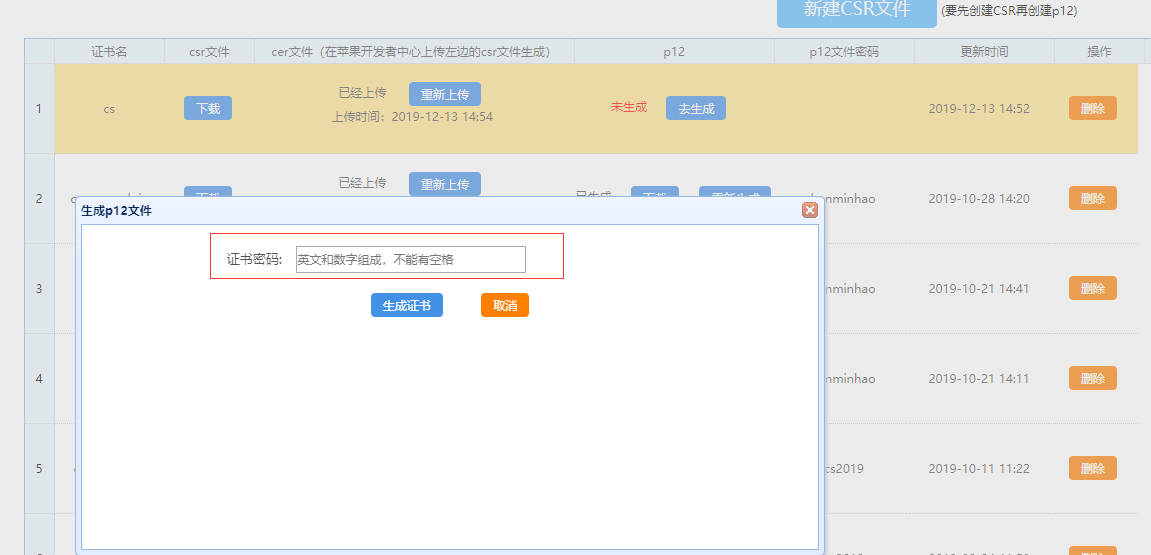 新建CSR文件 (要先创建CSR再创建p12)
证书名 csr文件 cer文件（在苹果开发者中心上传左边的csr文件生成） p12 p12文件密码 更新时间 操作
1 cs 下载 已经上传 重新上传 未生成 去生成 2019-12-13 14:52 删除
上传时间：2019-12-13 14:54
2 已经上传 重新上传 已生成 下载 重新生成 nminhao 2019-10-28 14:20 删除
生成p12文件
证书密码: 英文和数字组成，不能有空格
生成证书 取消
3 nminhao 2019-10-21 14:41 删除
4 nminhao 2019-10-21 14:11 删除
5 cs2019 2019-10-11 11:22 删除